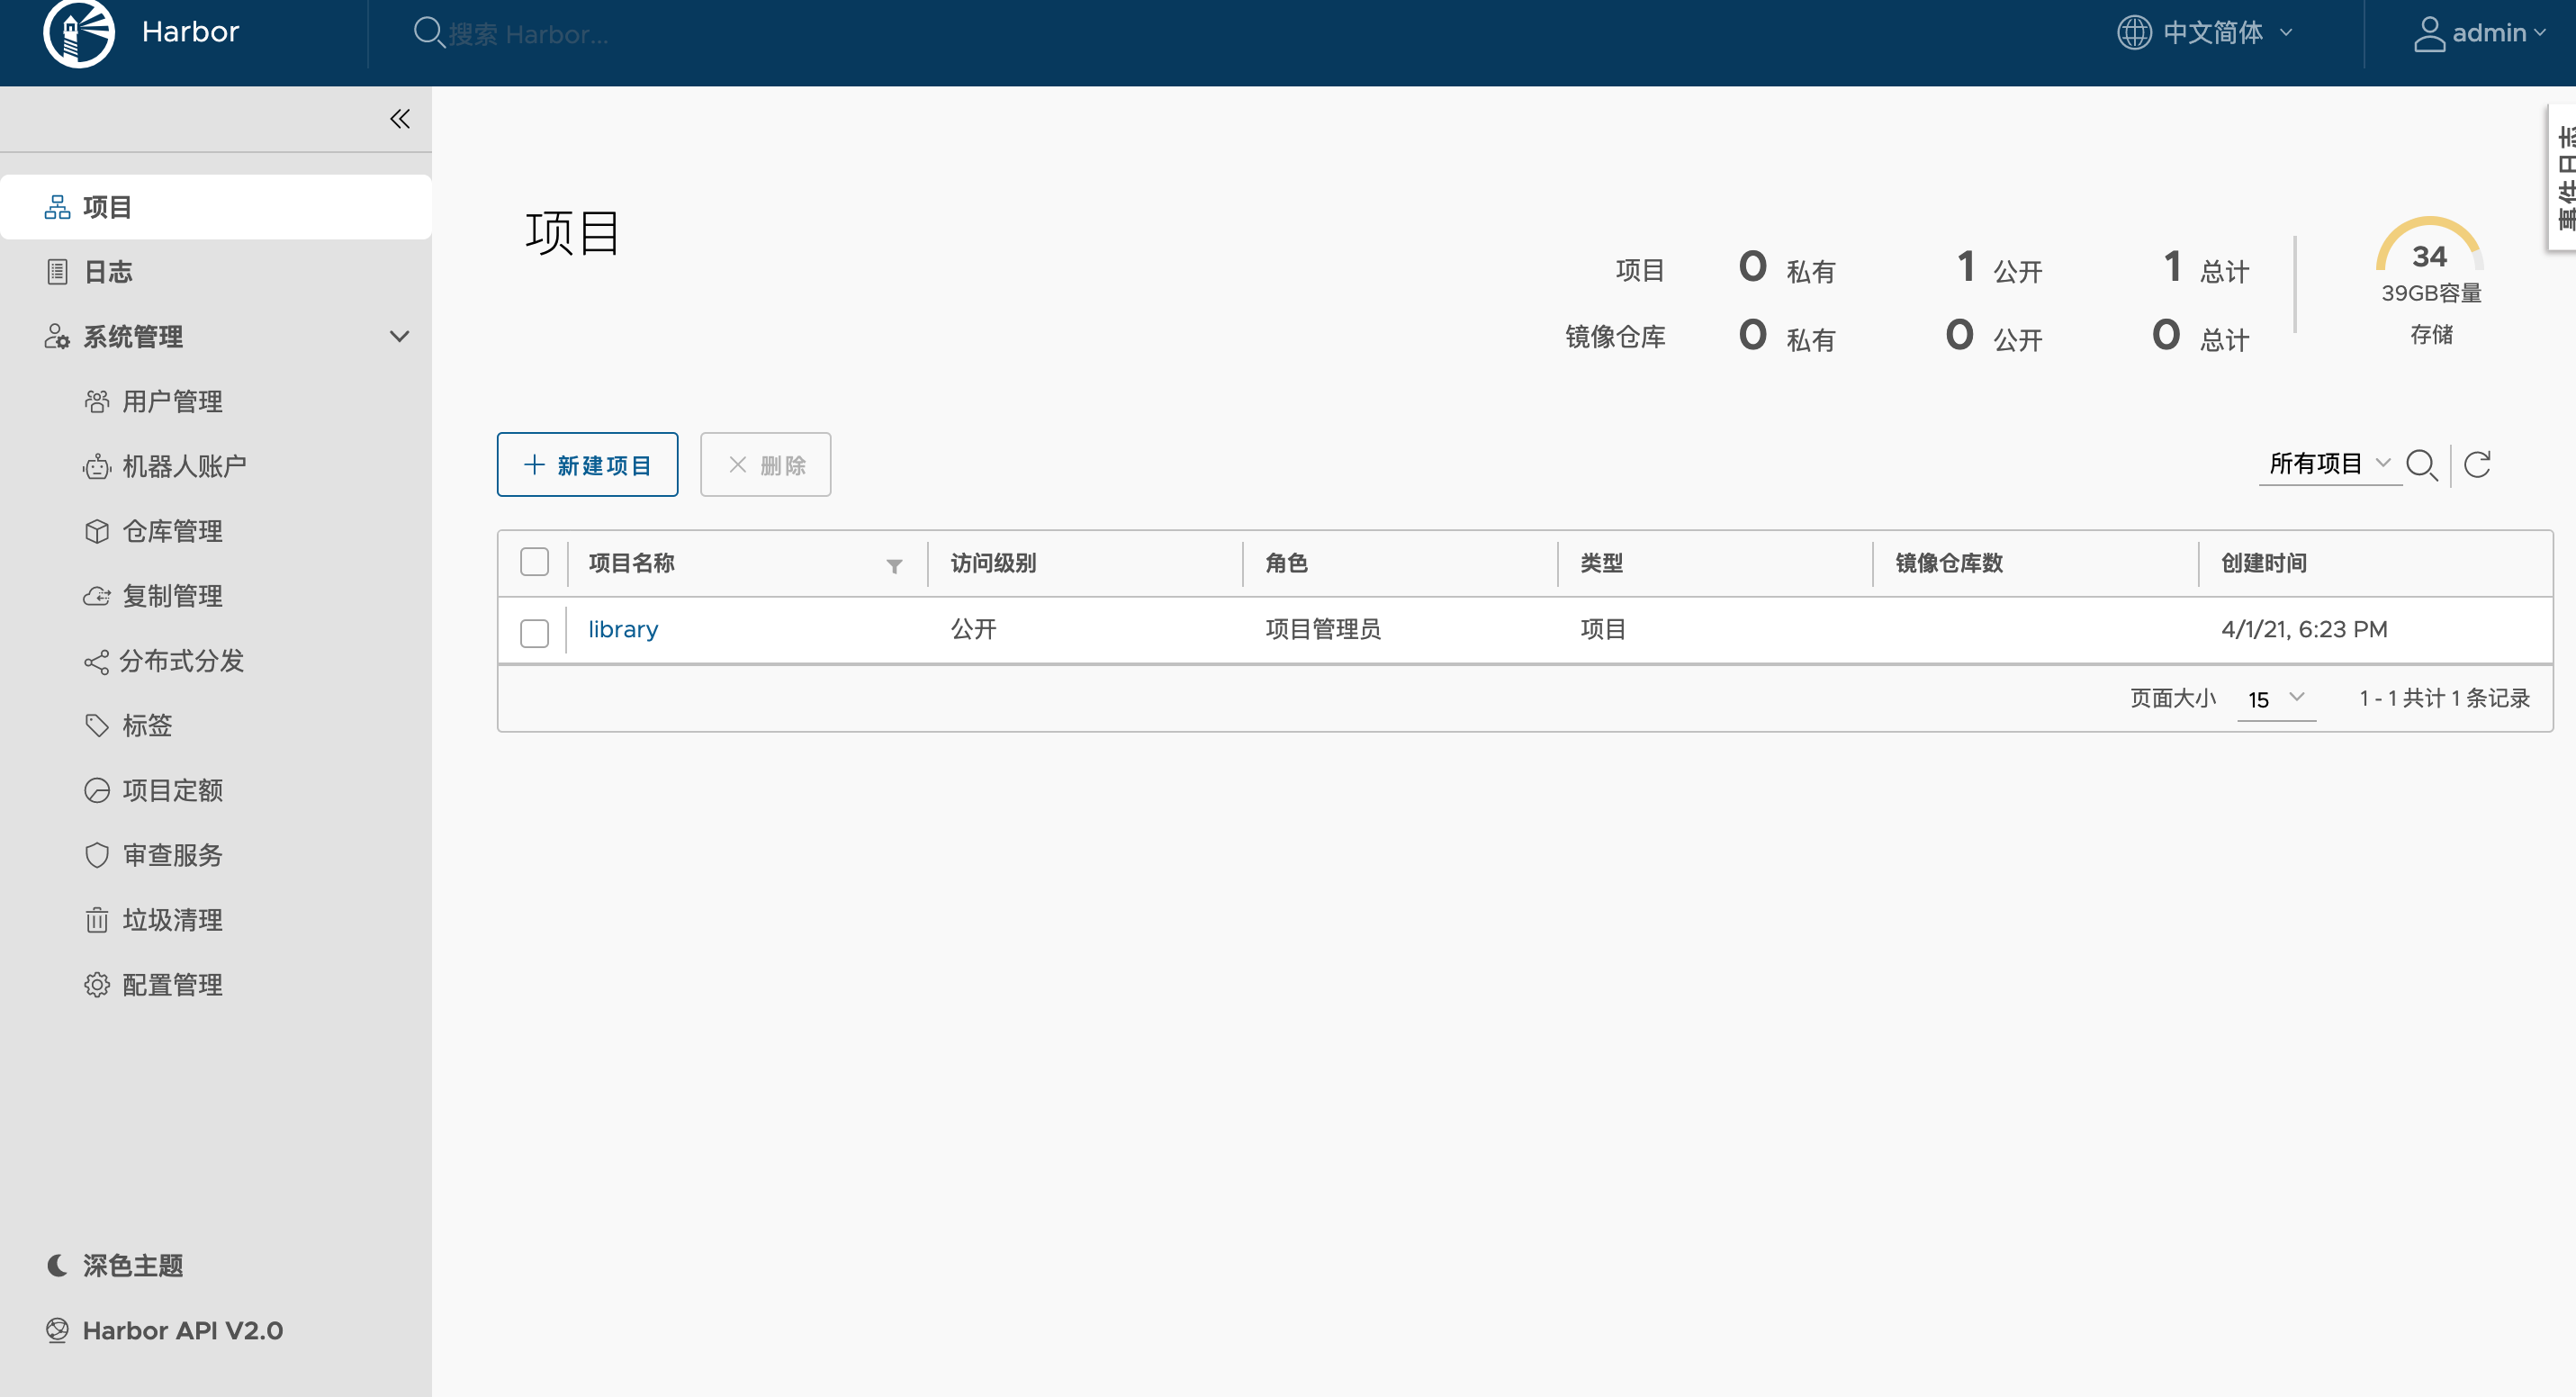 Harbor
搜索 Harbor...
中文简体
admin
事件日志
项目
日志
系统管理
用户管理
机器人账户
仓库管理
复制管理
分布式分发
标签
项目定额
审查服务
垃圾清理
配置管理
深色主题
Harbor API V2.0
项目
项目 0 私有 1 公开 1 总计
镜像仓库 0 私有 0 公开 0 总计
34
39GB容量
存储
新建项目 删除
所有项目
项目名称 访问级别 角色 类型 镜像仓库数 创建时间
library 公开 项目管理员 项目 4/1/21, 6:23 PM
页面大小 15 1 - 1 共计 1 条记录